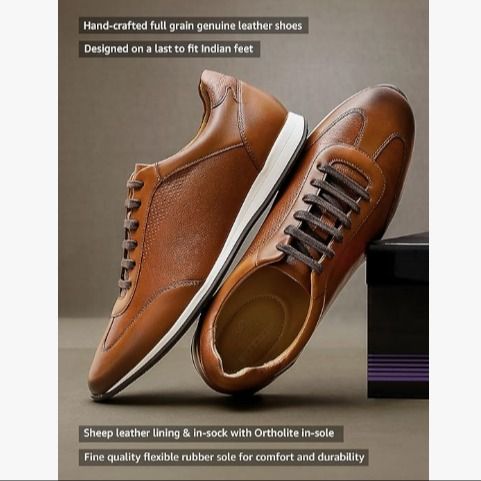 Hand-crafted full grain genuine leather shoes
Designed on a last to fit Indian feet
Sheep leather lining & in-sock with Ortholite in-sole
Fine quality flexible rubber sole for comfort and durability